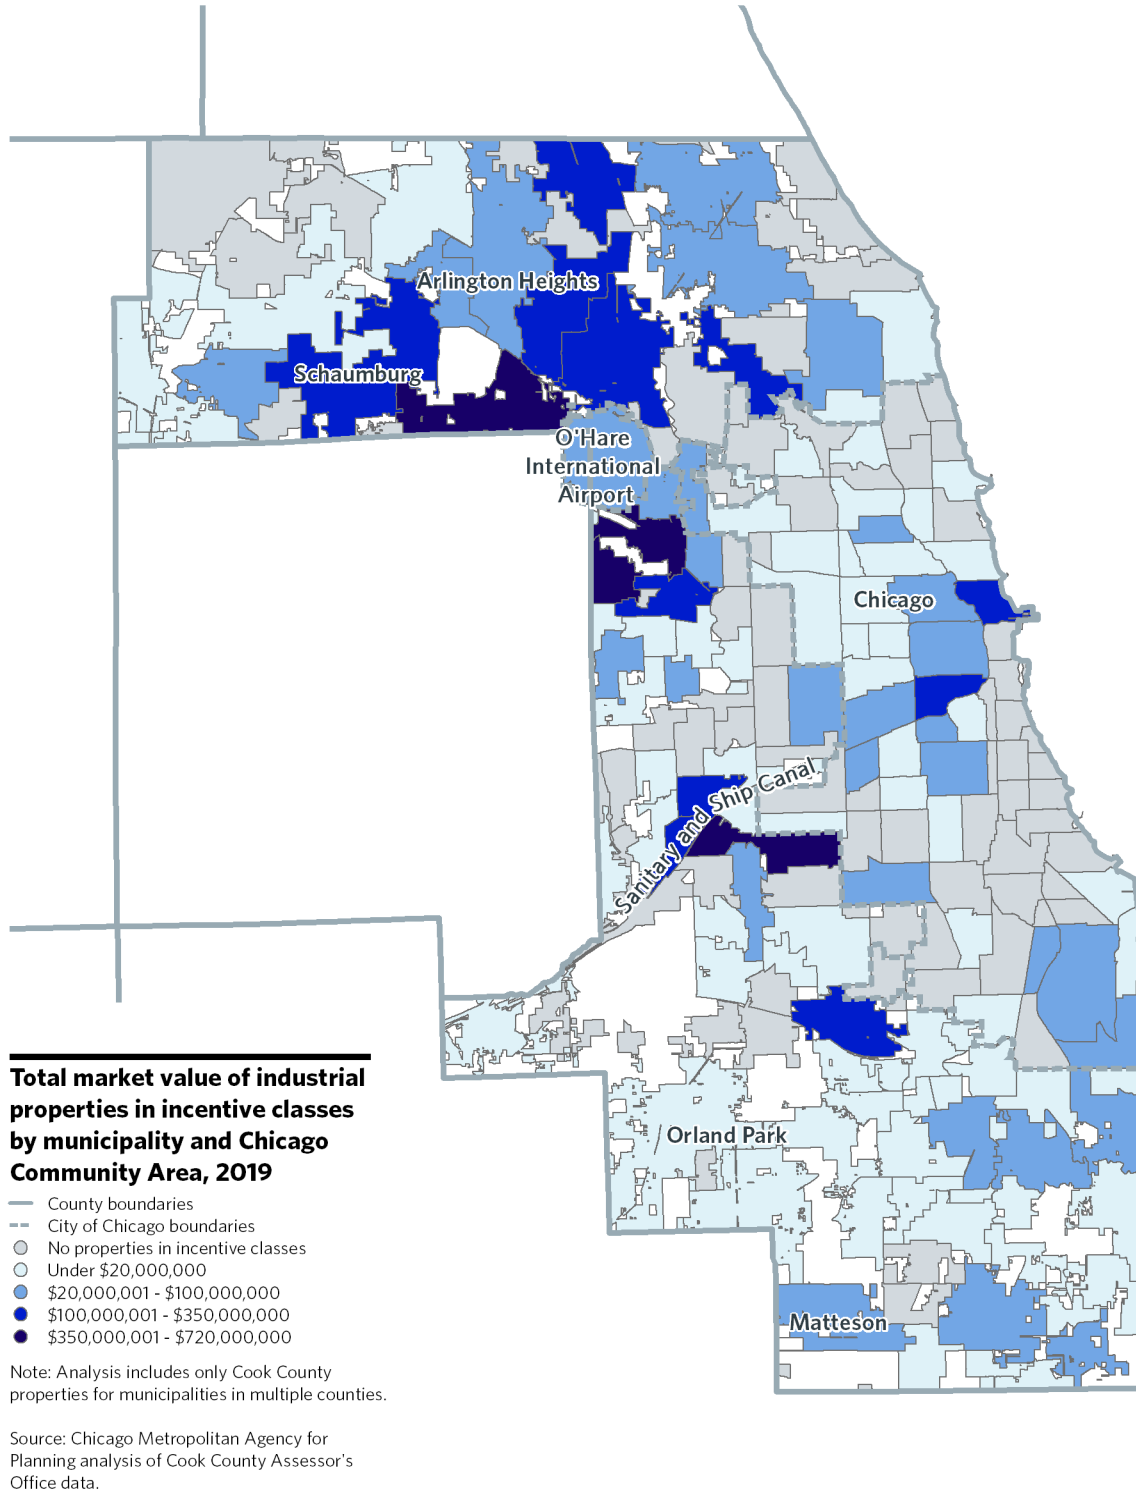 Arlington Heights
Schaumburg
O'Hare
International
Airport
Chicago
Sanitary and Ship Canal
Orland Park
Matteson
Total market value of industrial
properties in incentive classes
by municipality and Chicago
Community Area, 2019
County boundaries
City of Chicago boundaries
No properties in incentive classes
Under $20,000,000
$20,000,001 - $100,000,000
$100,000,001 - $350,000,000
$350,000,001 - $720,000,000
Note: Analysis includes only Cook County
properties for municipalities in multiple counties.
Source: Chicago Metropolitan Agency for
Planning analysis of Cook County Assessor's
Office data.